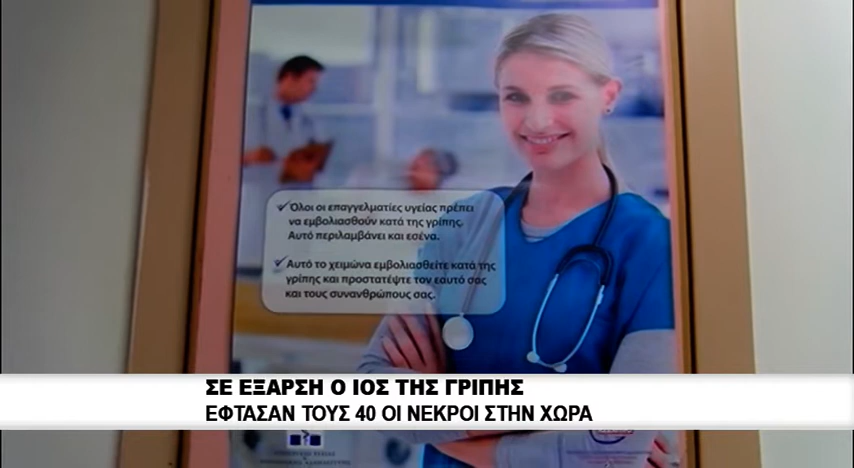 ✓ Όλοι οι επαγγελματίες υγείας πρέπει
να εμβολιασθούν κατά της γρίπης.
Αυτό περιλαμβάνει και εσένα.
✓ Αυτό το χειμώνα εμβολιασθείτε κατά της
γρίπης και προστατέψτε τον εαυτό σας
και τους συνανθρώπους σας.
ΣΕ ΕΞΑΡΣΗ Ο ΙΟΣ ΤΗΣ ΓΡΙΠΗΣ
ΕΦΤΑΣΑΝ ΤΟΥΣ 40 ΟΙ ΝΕΚΡΟΙ ΣΤΗΝ ΧΩΡΑ